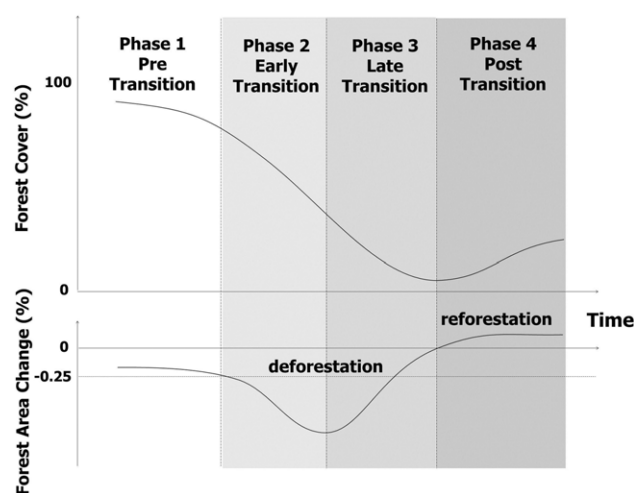 Phase 1
Pre
Transition
Phase 2
Early
Transition
Phase 3
Late
Transition
Phase 4
Post
Transition
Forest Cover (%)
100
0
Time
Forest Area Change (%)
0
-0.25
deforestation
reforestation